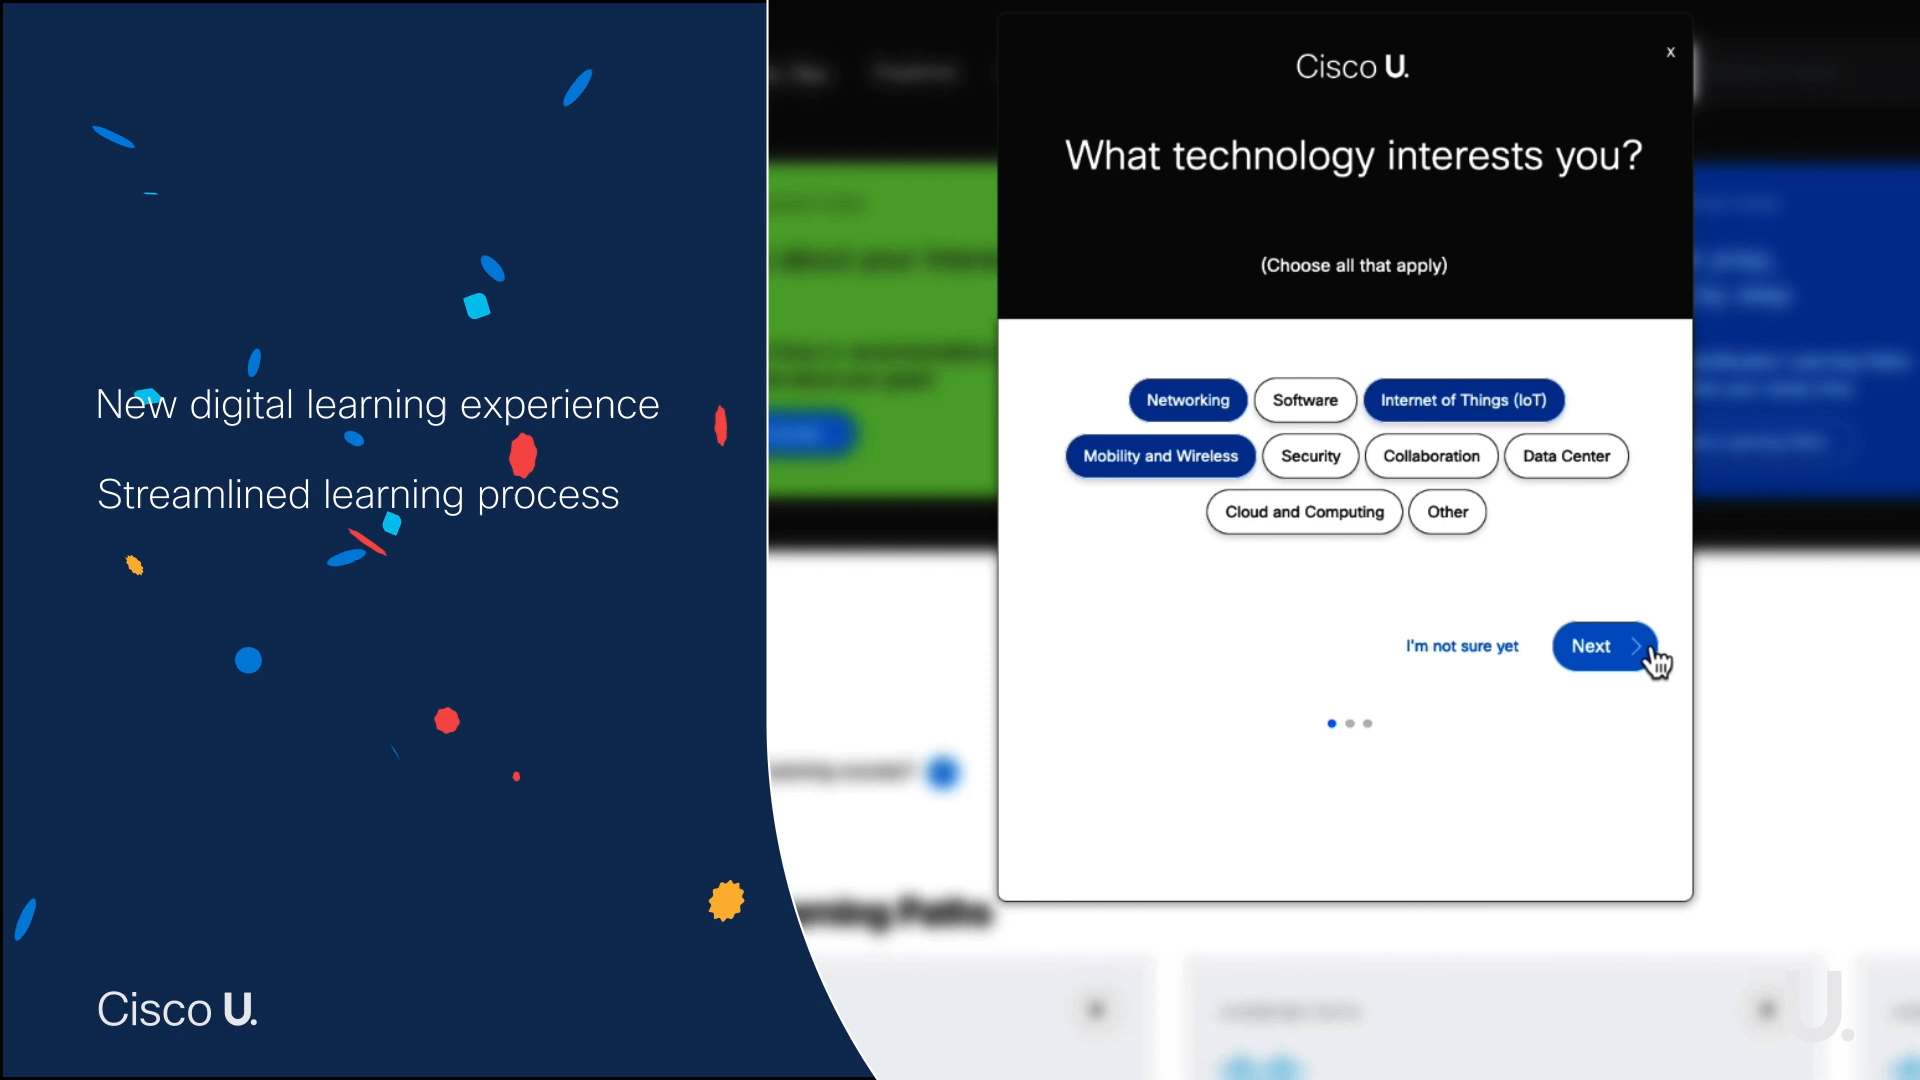 New digital learning experience
Streamlined learning process
Cisco U.
Cisco U.
x
What technology interests you?
(Choose all that apply)
Networking
Software
Internet of Things (IoT)
Mobility and Wireless
Security
Collaboration
Data Center
Cloud and Computing
Other
I'm not sure yet
Next
U.